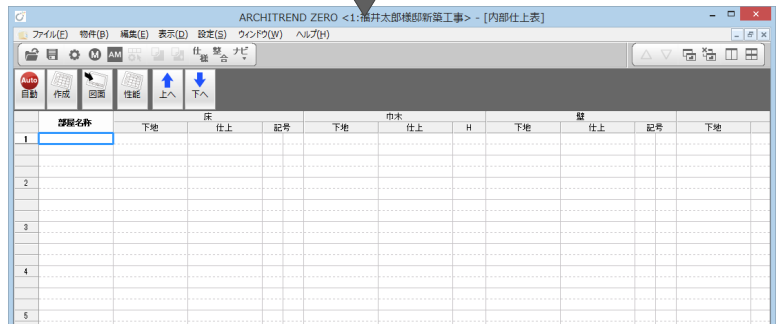 ARCHITREND ZERO <1:福井太郎様邸新築工事> - [内部仕上表]
ファイル(F) 物件(B) 編集(E) 表示(D) 設定(S) ウィンドウ(W) ヘルプ(H)
M AM 仕様 整合 ナビ
Auto
自動 作成 図面 性能 上へ 下へ
部屋名称 床 巾木 壁
下地 仕上 記号 下地 仕上 H 下地 仕上 記号 下地
1
2
3
4
5